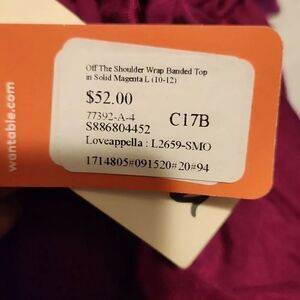 wantable.com
Off The Shoulder Wrap Banded Top
in Solid Magenta L (10-12)
$52.00
77392-A-4
C17B
S886804452
Loveappella : L2659-SMO
1714805#091520#20#94